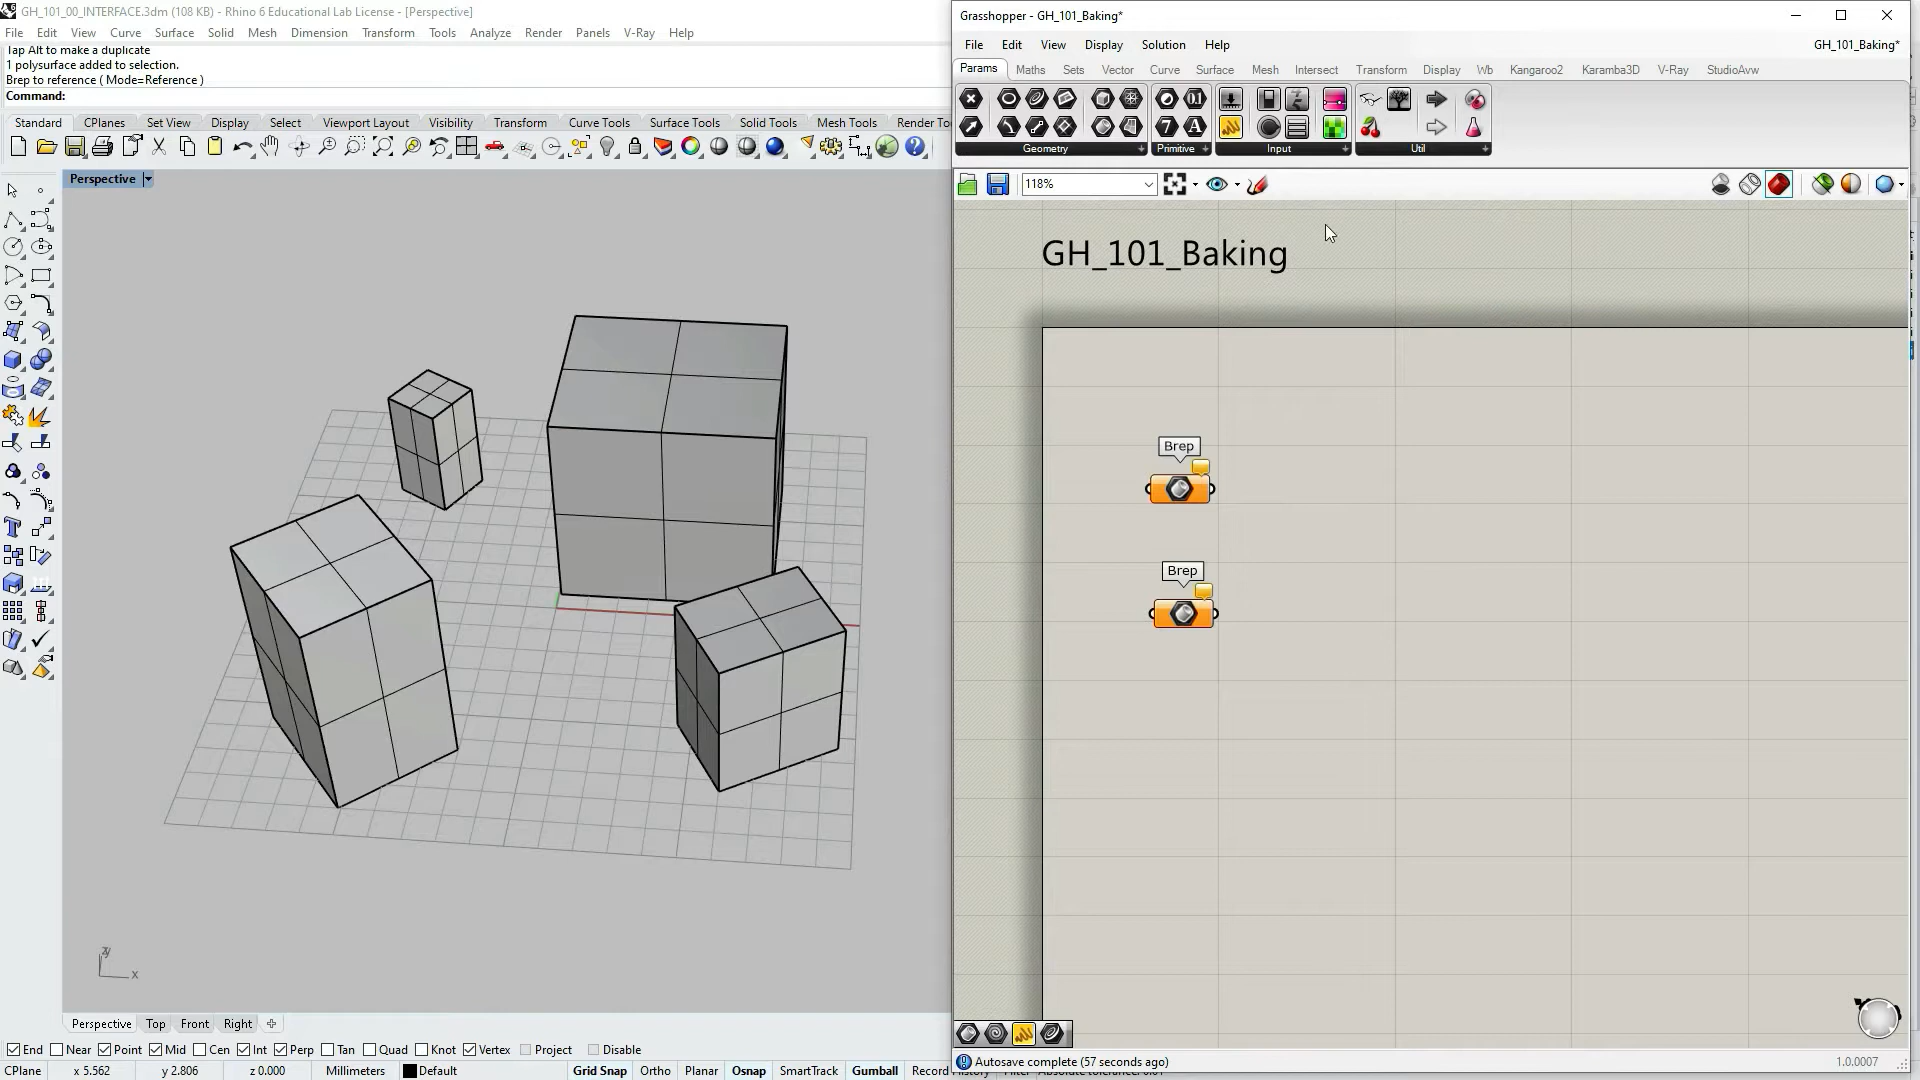 GH_101_00_INTERFACE.3dm (108 KB) - Rhino 6 Educational Lab License - [Perspective]
File Edit View Curve Surface Solid Mesh Dimension Transform Tools Analyze Render Panels V-Ray Help
Tap Alt to make a duplicate
1 polysurface added to selection.
Brep to reference ( Mode=Reference )
Command:
Standard CPlanes Set View Display Select Viewport Layout Visibility Transform Curve Tools Surface Tools Solid Tools Mesh Tools Render To
Perspective
z
x
Perspective Top Front Right
End Near Point Mid Cen Int Perp Tan Quad Knot Vertex Project Disable
CPlane x 5.562 y 2.806 z 0.000 Millimeters Default Grid Snap Ortho Planar Osnap SmartTrack Gumball Record
Grasshopper - GH_101_Baking*
File Edit View Display Solution Help GH_101_Baking*
Params Maths Sets Vector Curve Surface Mesh Intersect Transform Display Wb Kangaroo2 Karamba3D V-Ray StudioAvw
Geometry Primitive Input Util
118%
GH_101_Baking
Brep
Brep
Autosave complete (57 seconds ago) 1.0.0007